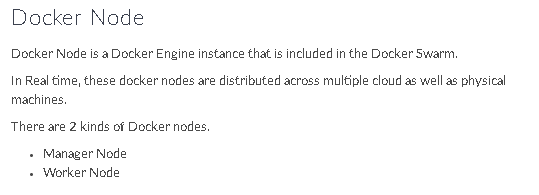 Docker Node
Docker Node is a Docker Engine instance that is included in the Docker Swarm.
In Real time, these docker nodes are distributed across multiple cloud as well as physical
machines.
There are 2 kinds of Docker nodes.
• Manager Node
• Worker Node